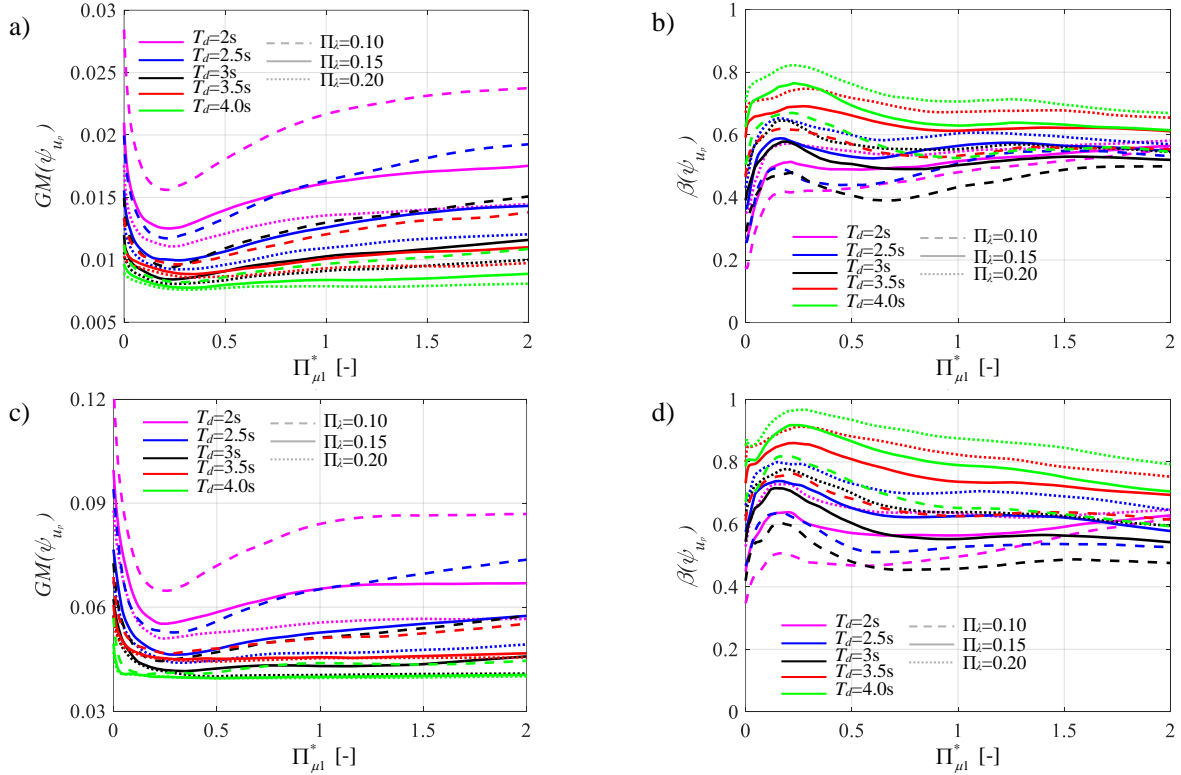 a)
0.03
0.025
0.02
0.015
0.01
0.005
GM(ψ_{u_p})
T_d=2s
T_d=2.5s
T_d=3s
T_d=3.5s
T_d=4.0s
Π_λ=0.10
Π_λ=0.15
Π_λ=0.20
0 0.5 1 1.5 2
Π*_{μ1} [-]
b)
1
0.8
0.6
0.4
0.2
0
β(ψ_{u_p})
T_d=2s
T_d=2.5s
T_d=3s
T_d=3.5s
T_d=4.0s
Π_λ=0.10
Π_λ=0.15
Π_λ=0.20
0 0.5 1 1.5 2
Π*_{μ1} [-]
c)
0.12
0.09
0.06
0.03
GM(ψ_{u_p})
T_d=2s
T_d=2.5s
T_d=3s
T_d=3.5s
T_d=4.0s
Π_λ=0.10
Π_λ=0.15
Π_λ=0.20
0 0.5 1 1.5 2
Π*_{μ1} [-]
d)
1
0.8
0.6
0.4
0.2
0
β(ψ_{u_p})
T_d=2s
T_d=2.5s
T_d=3s
T_d=3.5s
T_d=4.0s
Π_λ=0.10
Π_λ=0.15
Π_λ=0.20
0 0.5 1 1.5 2
Π*_{μ1} [-]